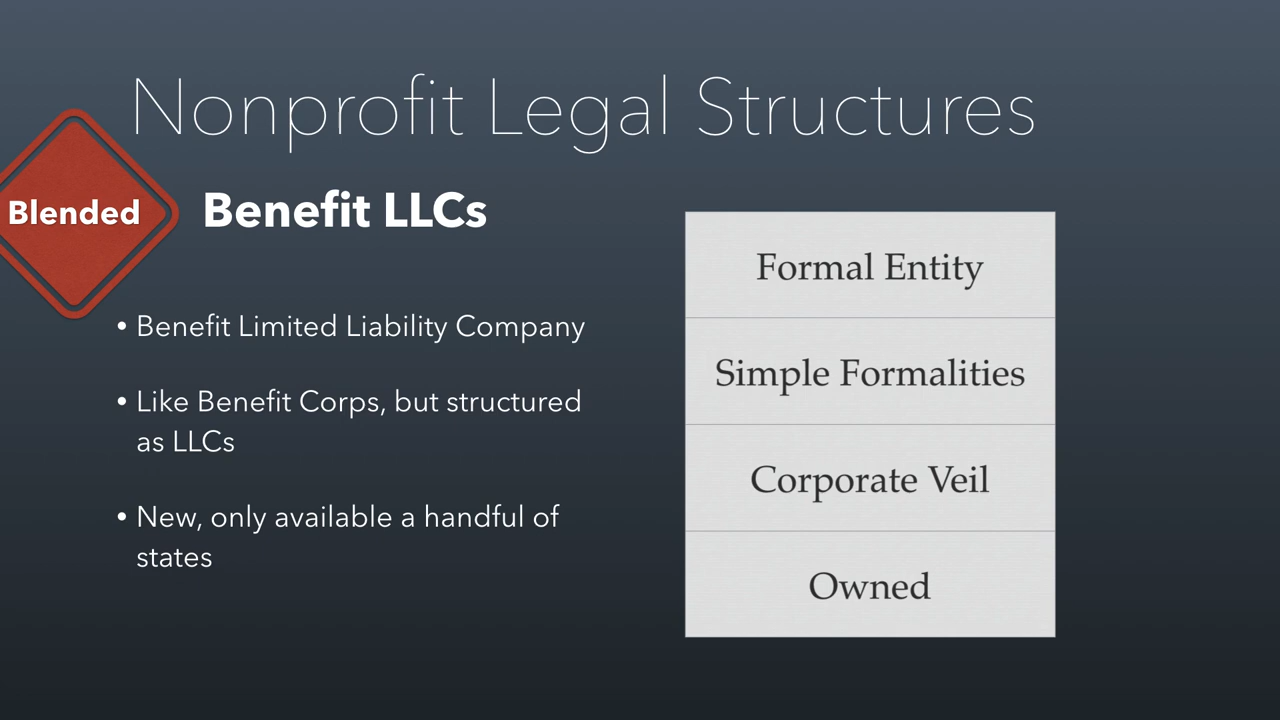 Nonprofit Legal Structures
Blended
Benefit LLCs
• Benefit Limited Liability Company
• Like Benefit Corps, but structured
as LLCs
• New, only available a handful of
states
Formal Entity
Simple Formalities
Corporate Veil
Owned